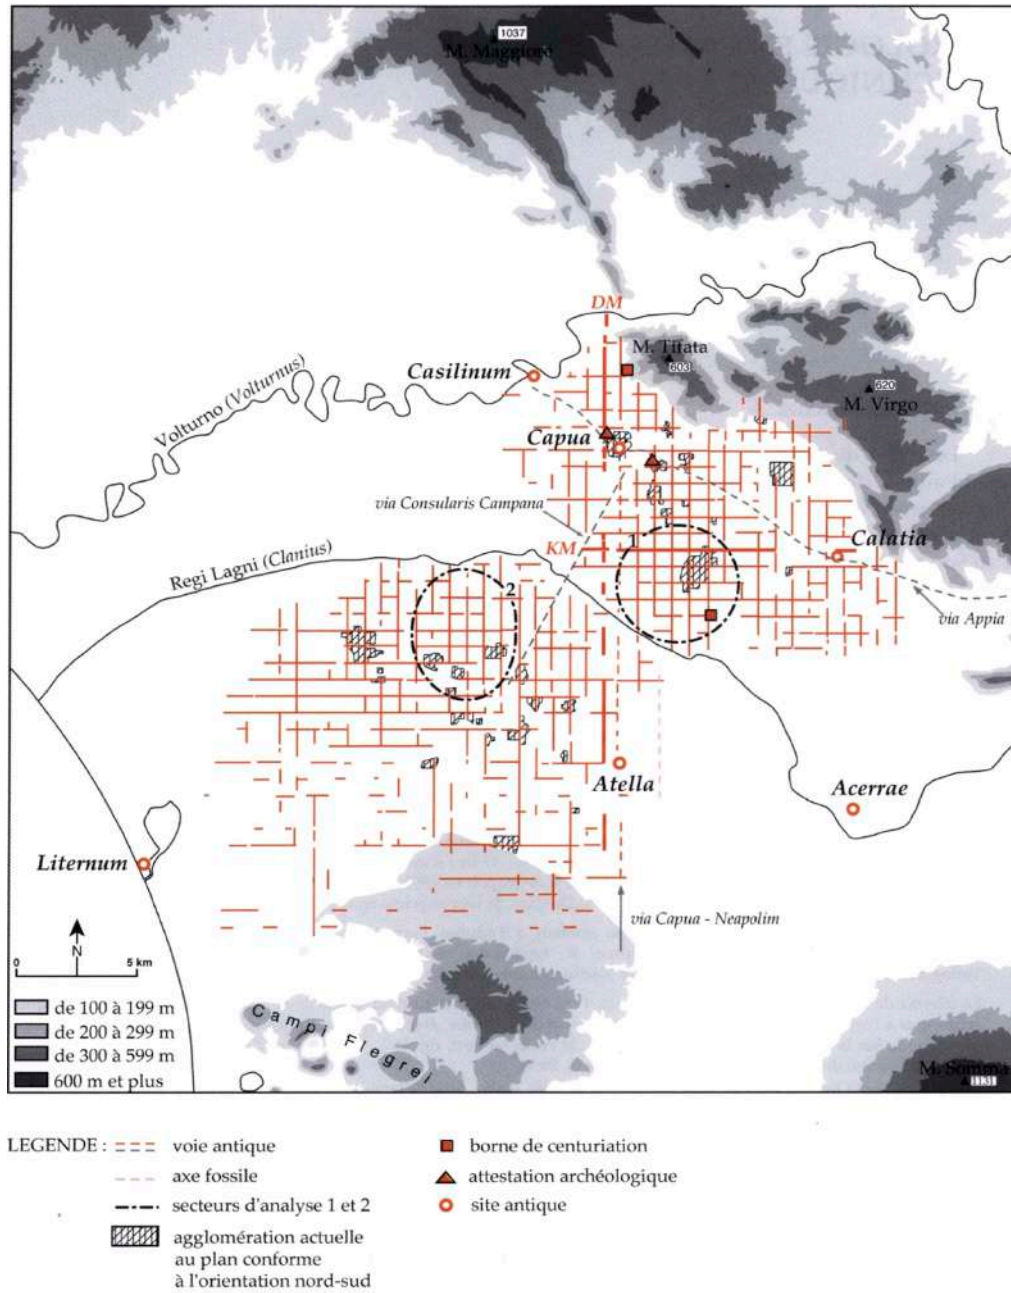 1037
M. Maggiore
DM
M. Tifata
603
Casilinum
620
M. Virgo
Volturno (Volturnus)
Capua
via Consularis Campana
KM
1
Calatia
Regi Lagni (Clanius)
2
via Appia
Atella
Acerrae
Liternum
via Capua - Neapolim
N
0 5 km
de 100 à 199 m
de 200 à 299 m
de 300 à 599 m
600 m et plus
Campi Flegrei
M. Somma
LEGENDE :
voie antique
axe fossile
secteurs d'analyse 1 et 2
agglomération actuelle
au plan conforme
à l'orientation nord-sud
borne de centuriation
attestation archéologique
site antique